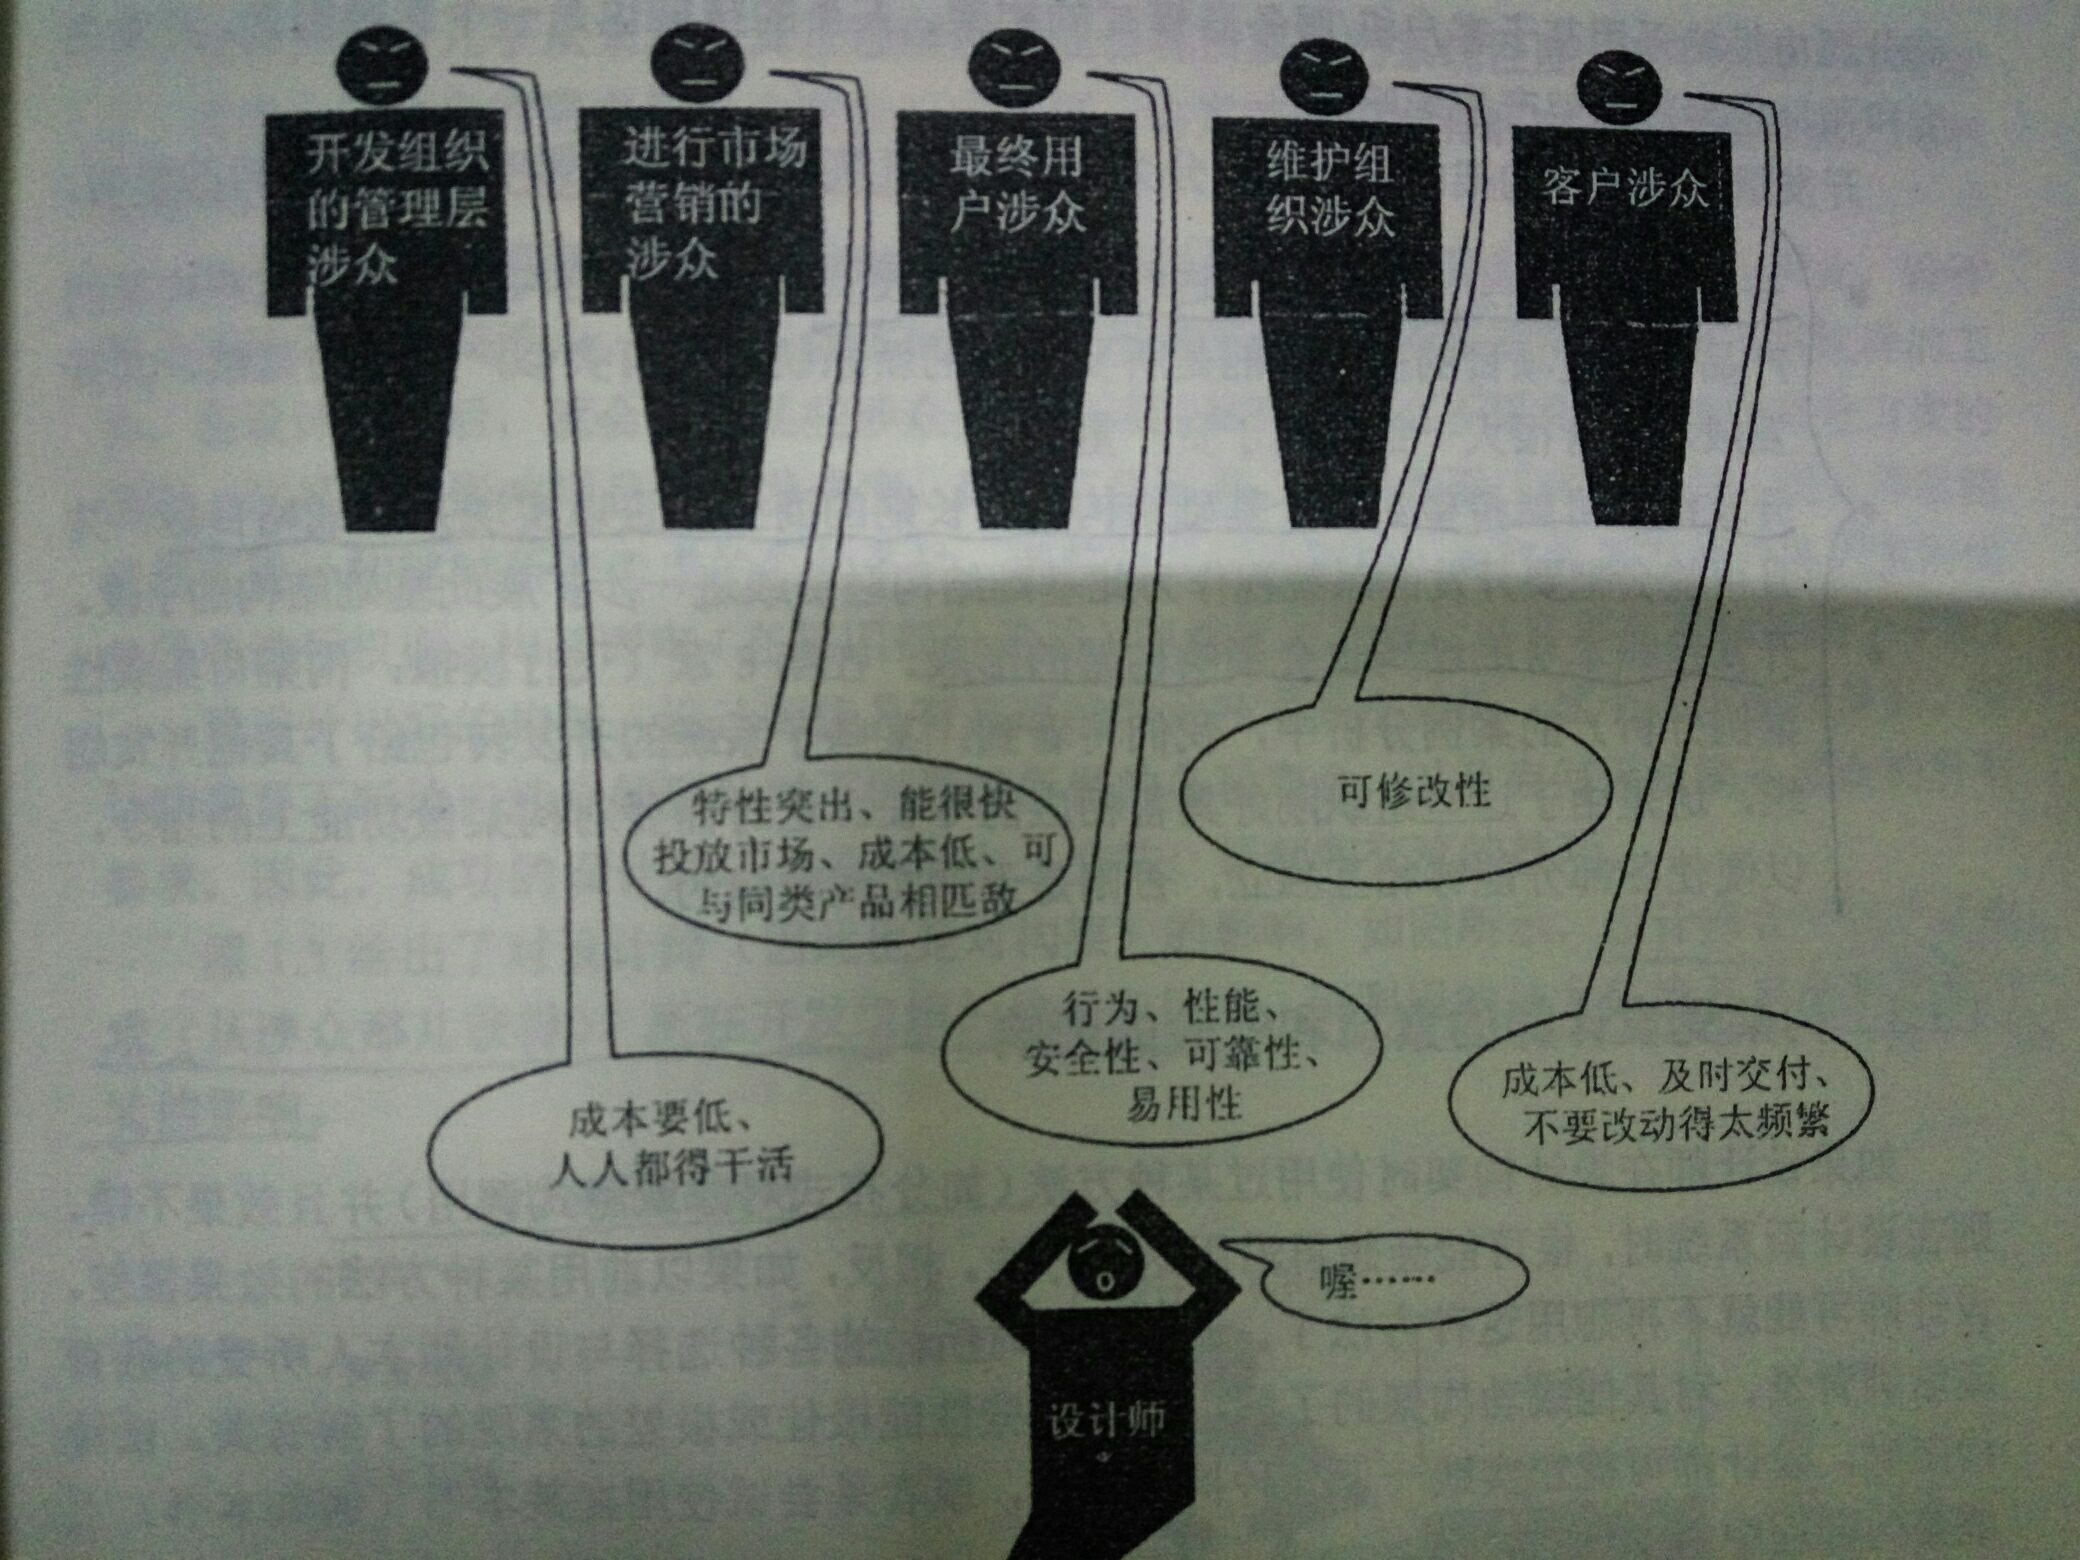 开发组织
的管理层
涉众
进行市场
营销的
涉众
最终用
户涉众
维护组
织涉众
客户涉众
特性突出、能很快
投放市场、成本低、可
与同类产品相匹敌
可修改性
行为、性能、
安全性、可靠性、
易用性
成本低、及时交付、
不要改动得太频繁
成本要低、
人人都得干活
喔……
设计师